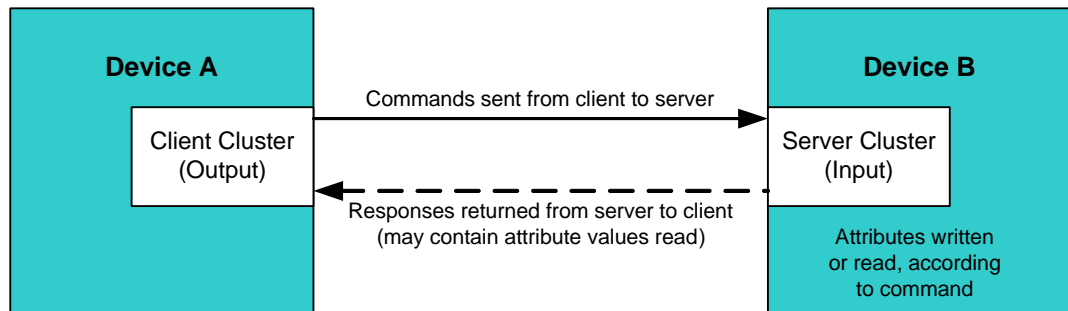 Device A
Client Cluster
(Output)
Commands sent from client to server
Responses returned from server to client
(may contain attribute values read)
Device B
Server Cluster
(Input)
Attributes written
or read, according
to command